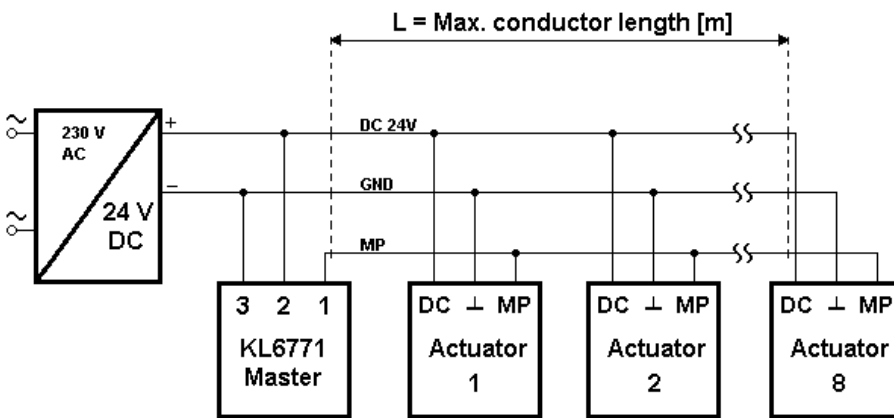 L = Max. conductor length [m]
230 V
AC
+
DC 24V
−
GND
24 V
DC
MP
3 2 1
KL6771
Master
DC ⊥ MP
Actuator
1
DC ⊥ MP
Actuator
2
DC ⊥ MP
Actuator
8